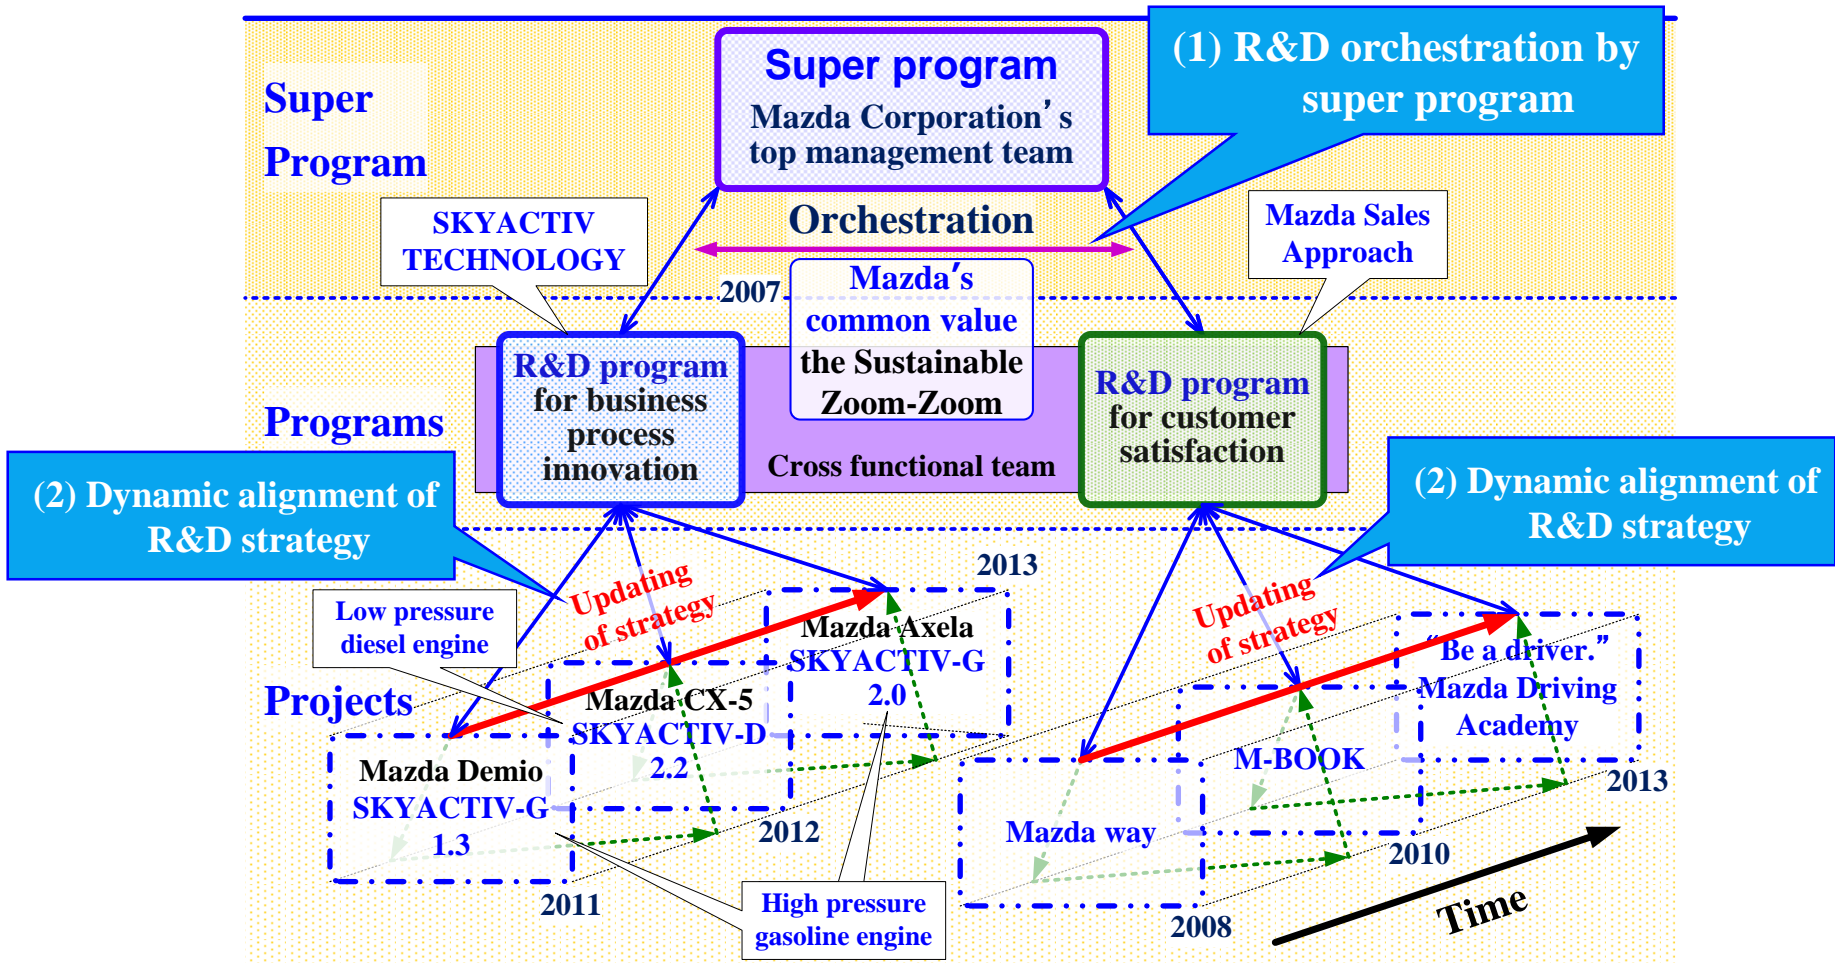 (1) R&D orchestration by
super program
Super program
Mazda Corporation’s
top management team
Super
Program
SKYACTIV
TECHNOLOGY
Orchestration
Mazda Sales
Approach
2007
Mazda’s
common value
the Sustainable
Zoom-Zoom
R&D program
for business
process
innovation
R&D program
for customer
satisfaction
Programs
Cross functional team
(2) Dynamic alignment of
R&D strategy
(2) Dynamic alignment of
R&D strategy
Updating
of strategy
2013
Low pressure
diesel engine
Mazda Axela
SKYACTIV-G
2.0
Updating
of strategy
“Be a driver.”
Mazda Driving
Academy
Projects
Mazda CX-5
SKYACTIV-D
2.2
M-BOOK
2013
Mazda Demio
SKYACTIV-G
1.3
2012
Mazda way
2010
2011
High pressure
gasoline engine
2008
Time